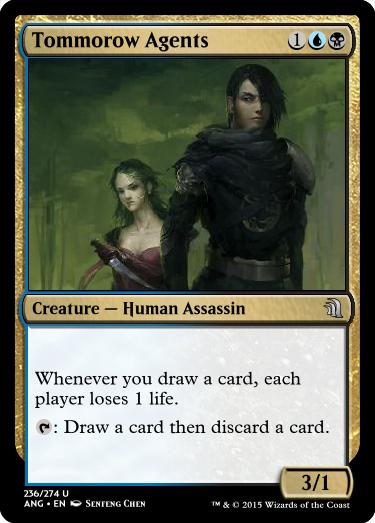 Tommorow Agents 1
Creature — Human Assassin
Whenever you draw a card, each
player loses 1 life.
: Draw a card then discard a card.
3/1
236/274 U
ANG • EN Senfeng Chen
™ & © 2015 Wizards of the Coast